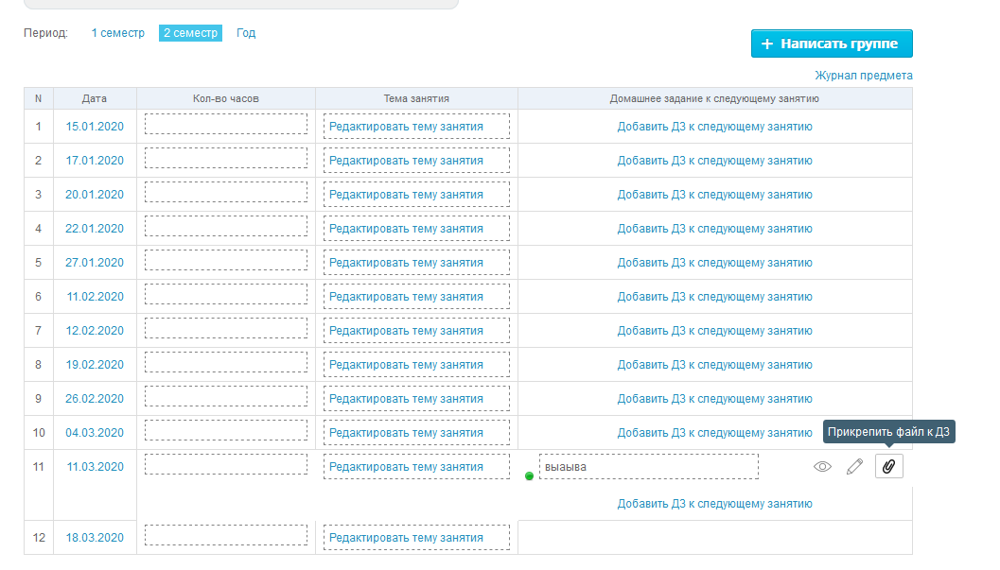 Период: 1 семестр 2 семестр Год
+ Написать группе
Журнал предмета
N Дата Кол-во часов Тема занятия Домашнее задание к следующему занятию
1 15.01.2020 Редактировать тему занятия Добавить ДЗ к следующему занятию
2 17.01.2020 Редактировать тему занятия Добавить ДЗ к следующему занятию
3 20.01.2020 Редактировать тему занятия Добавить ДЗ к следующему занятию
4 22.01.2020 Редактировать тему занятия Добавить ДЗ к следующему занятию
5 27.01.2020 Редактировать тему занятия Добавить ДЗ к следующему занятию
6 11.02.2020 Редактировать тему занятия Добавить ДЗ к следующему занятию
7 12.02.2020 Редактировать тему занятия Добавить ДЗ к следующему занятию
8 19.02.2020 Редактировать тему занятия Добавить ДЗ к следующему занятию
9 26.02.2020 Редактировать тему занятия Добавить ДЗ к следующему занятию
10 04.03.2020 Редактировать тему занятия Добавить ДЗ к следующему занятию
Прикрепить файл к ДЗ
11 11.03.2020 Редактировать тему занятия выаыва
Добавить ДЗ к следующему занятию
12 18.03.2020 Редактировать тему занятия